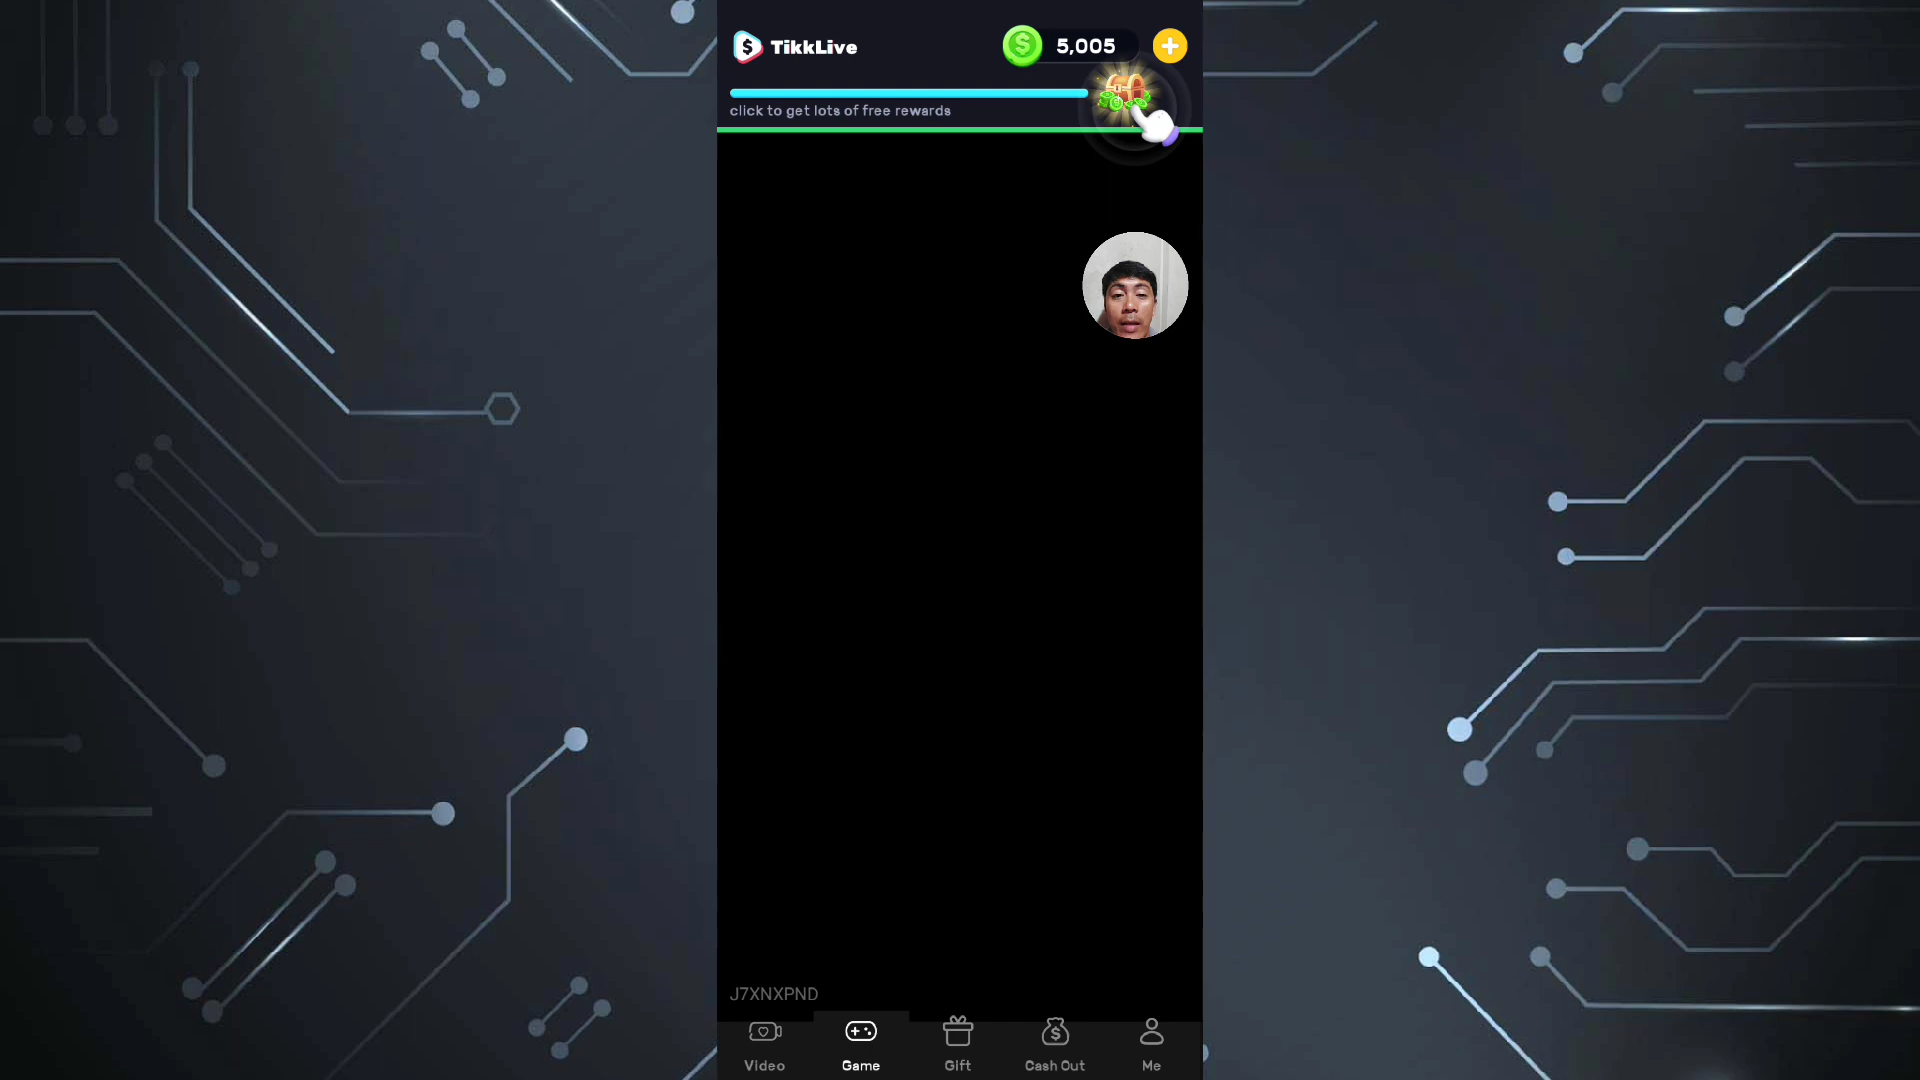 TikkLive
5,005
click to get lots of free rewards
J7XNXPND
Video
Game
Gift
Cash Out
Me